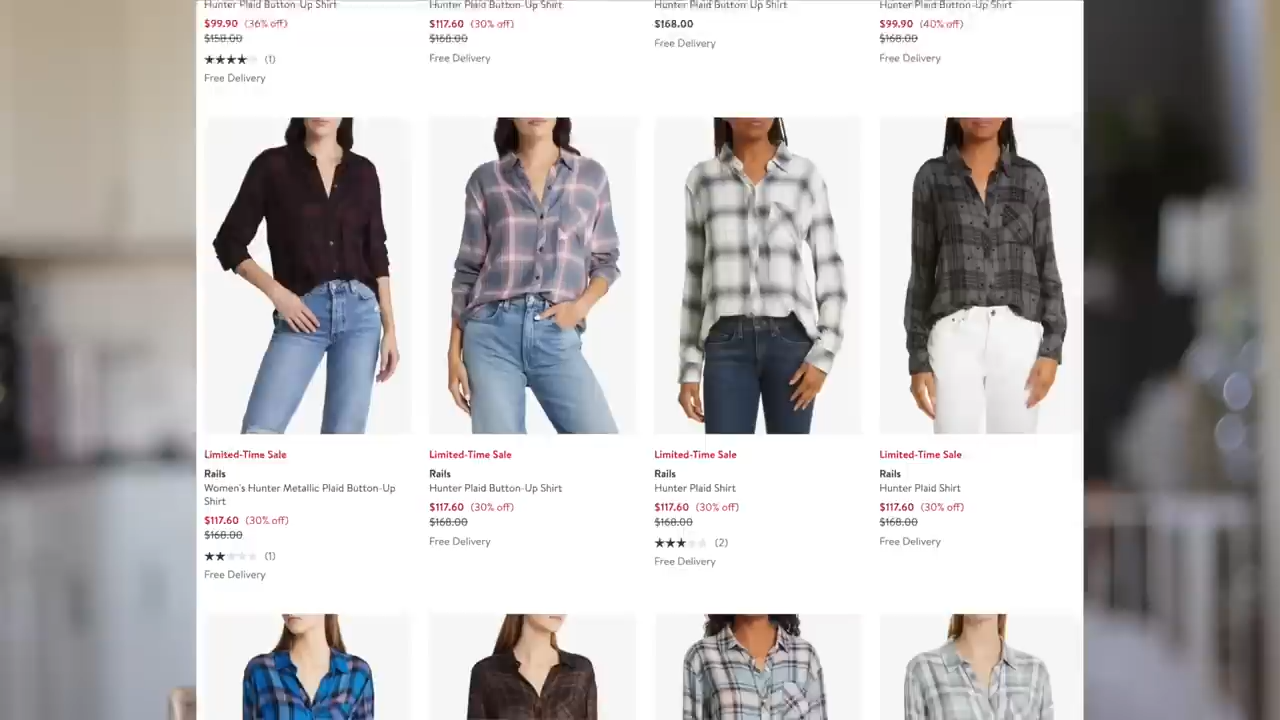 Hunter Plaid Button-Up Shirt
$99.90 (36% off)
$158.00
(1)
Free Delivery
Hunter Plaid Button-Up Shirt
$117.60 (30% off)
$168.00
Free Delivery
Hunter Plaid Button-Up Shirt
$168.00
Free Delivery
Hunter Plaid Button-Up Shirt
$99.90 (40% off)
$168.00
Free Delivery
Limited-Time Sale
Rails
Women's Hunter Metallic Plaid Button-Up
Shirt
$117.60 (30% off)
$168.00
(1)
Free Delivery
Limited-Time Sale
Rails
Hunter Plaid Button-Up Shirt
$117.60 (30% off)
$168.00
Free Delivery
Limited-Time Sale
Rails
Hunter Plaid Shirt
$117.60 (30% off)
$168.00
(2)
Free Delivery
Limited-Time Sale
Rails
Hunter Plaid Shirt
$117.60 (30% off)
$168.00
Free Delivery